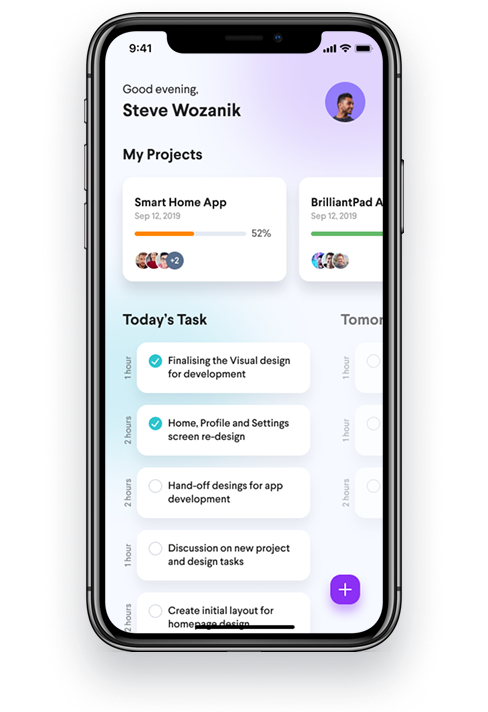 9:41
Good evening,
Steve Wozanik
My Projects
Smart Home App
Sep 12, 2019
52%
+2
BrilliantPad A
Sep 12, 2019
Today's Task
Tomor
1 hour
Finalising the Visual design
for development
1 hour
2 hours
Home, Profile and Settings
screen re-design
1 hour
2 hours
Hand-off desings for app
development
2 hours
1 hour
Discussion on new project
and design tasks
2 hours
Create initial layout for
homepage design